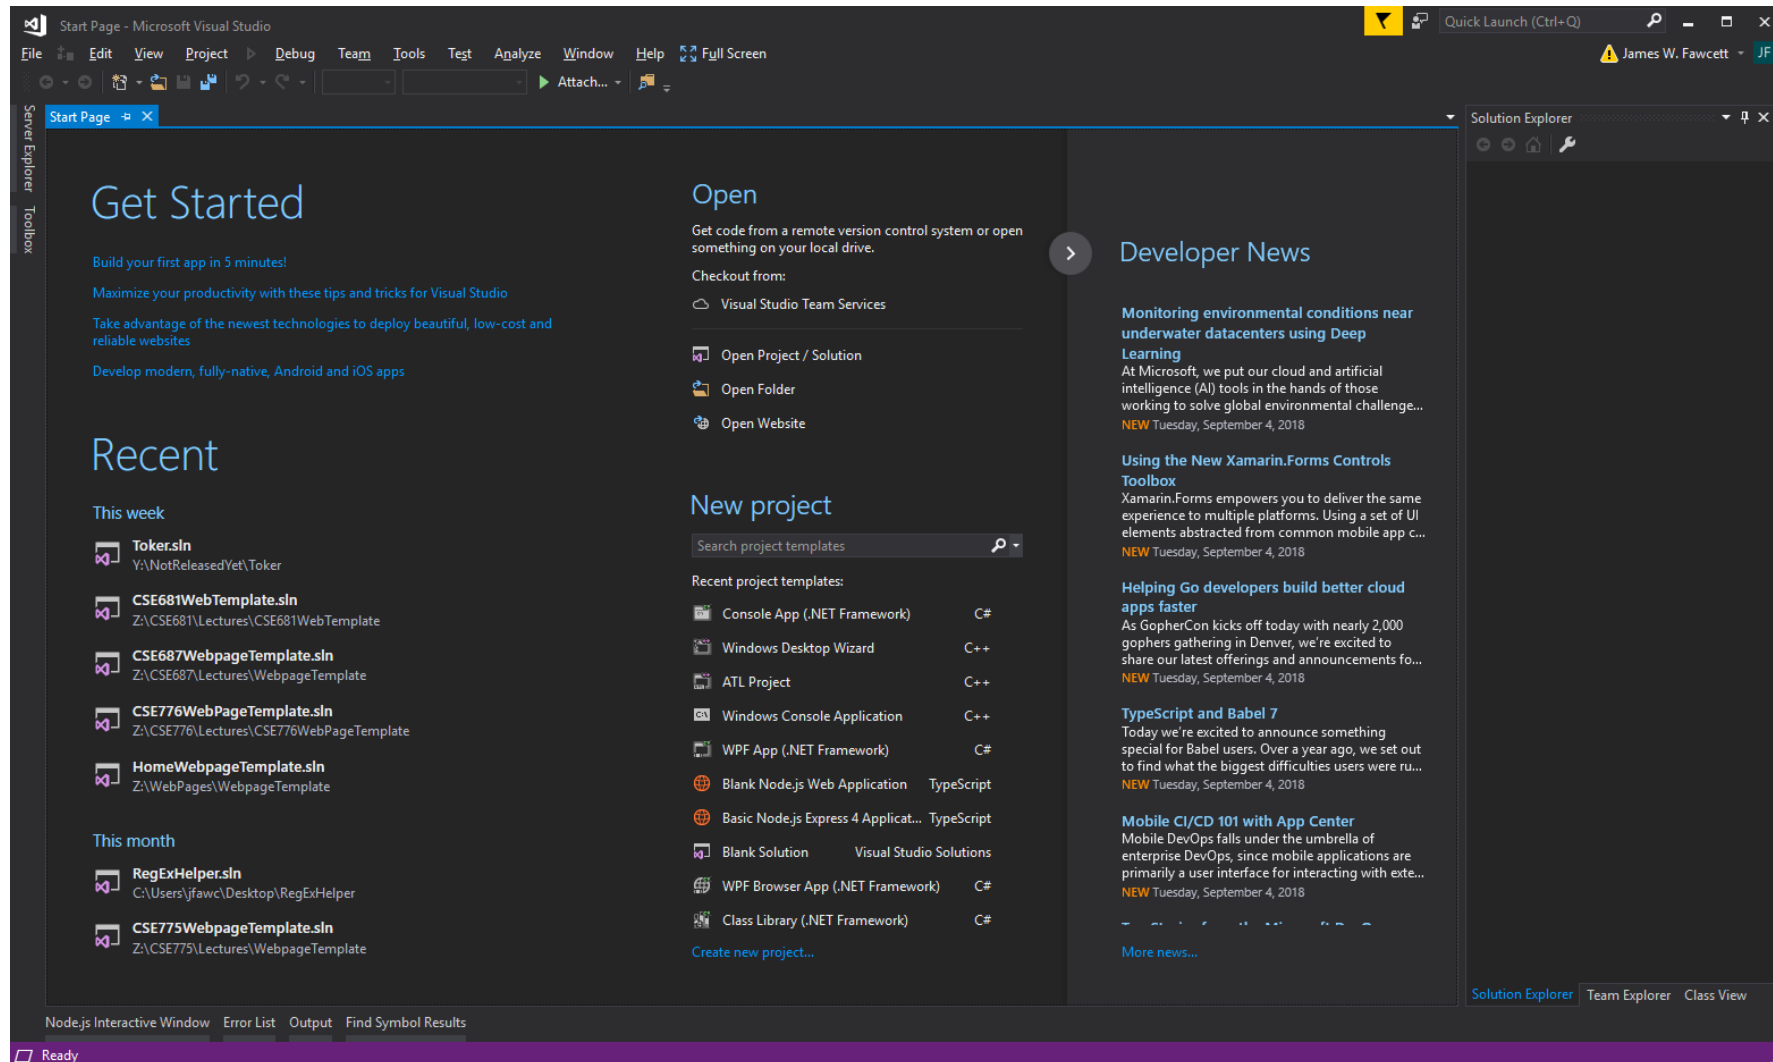 Start Page - Microsoft Visual Studio
Quick Launch (Ctrl+Q)
File Edit View Project Debug Team Tools Test Analyze Window Help Full Screen
James W. Fawcett JF
Attach...
Server Explorer
Toolbox
Start Page
Get Started
Build your first app in 5 minutes!
Maximize your productivity with these tips and tricks for Visual Studio
Take advantage of the newest technologies to deploy beautiful, low-cost and
reliable websites
Develop modern, fully-native, Android and iOS apps
Recent
This week
Toker.sln
Y:\NotReleasedYet\Toker
CSE681WebTemplate.sln
Z:\CSE681\Lectures\CSE681WebTemplate
CSE687WebpageTemplate.sln
Z:\CSE687\Lectures\WebpageTemplate
CSE776WebPageTemplate.sln
Z:\CSE776\Lectures\CSE776WebPageTemplate
HomeWebpageTemplate.sln
Z:\WebPages\WebpageTemplate
This month
RegExHelper.sln
C:\Users\jfawc\Desktop\RegExHelper
CSE775WebpageTemplate.sln
Z:\CSE775\Lectures\WebpageTemplate
Open
Get code from a remote version control system or open
something on your local drive.
Checkout from:
Visual Studio Team Services
Open Project / Solution
Open Folder
Open Website
New project
Search project templates
Recent project templates:
Console App (.NET Framework) C#
Windows Desktop Wizard C++
ATL Project C++
Windows Console Application C++
WPF App (.NET Framework) C#
Blank Node.js Web Application TypeScript
Basic Node.js Express 4 Applicat... TypeScript
Blank Solution Visual Studio Solutions
WPF Browser App (.NET Framework) C#
Class Library (.NET Framework) C#
Create new project...
Developer News
Monitoring environmental conditions near
underwater datacenters using Deep
Learning
At Microsoft, we put our cloud and artificial
intelligence (AI) tools in the hands of those
working to solve global environmental challenge...
NEW Tuesday, September 4, 2018
Using the New Xamarin.Forms Controls
Toolbox
Xamarin.Forms empowers you to deliver the same
experience to multiple platforms. Using a set of UI
elements abstracted from common mobile app c...
NEW Tuesday, September 4, 2018
Helping Go developers build better cloud
apps faster
As GopherCon kicks off today with nearly 2,000
gophers gathering in Denver, we're excited to
share our latest offerings and announcements fo...
NEW Tuesday, September 4, 2018
TypeScript and Babel 7
Today we're excited to announce something
special for Babel users. Over a year ago, we set out
to find what the biggest difficulties users were ru...
NEW Tuesday, September 4, 2018
Mobile CI/CD 101 with App Center
Mobile DevOps falls under the umbrella of
enterprise DevOps, since mobile applications are
primarily a user interface for interacting with exte...
NEW Tuesday, September 4, 2018
More news...
Solution Explorer
Solution Explorer Team Explorer Class View
Node.js Interactive Window Error List Output Find Symbol Results
Ready